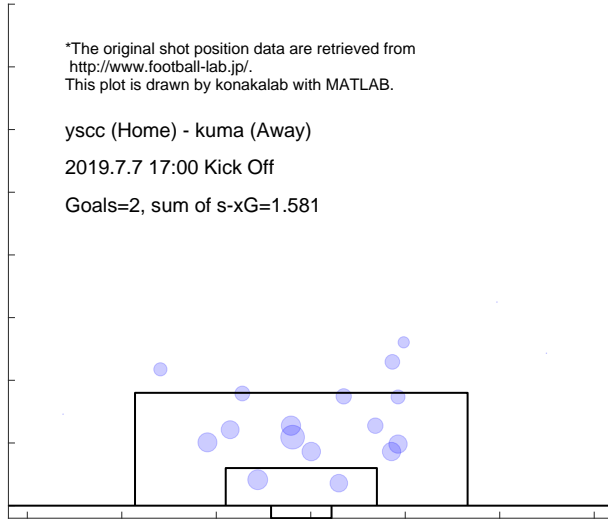 *The original shot position data are retrieved from
http://www.football-lab.jp/.
This plot is drawn by konakalab with MATLAB.
yscc (Home) - kuma (Away)
2019.7.7 17:00 Kick Off
Goals=2, sum of s-xG=1.581